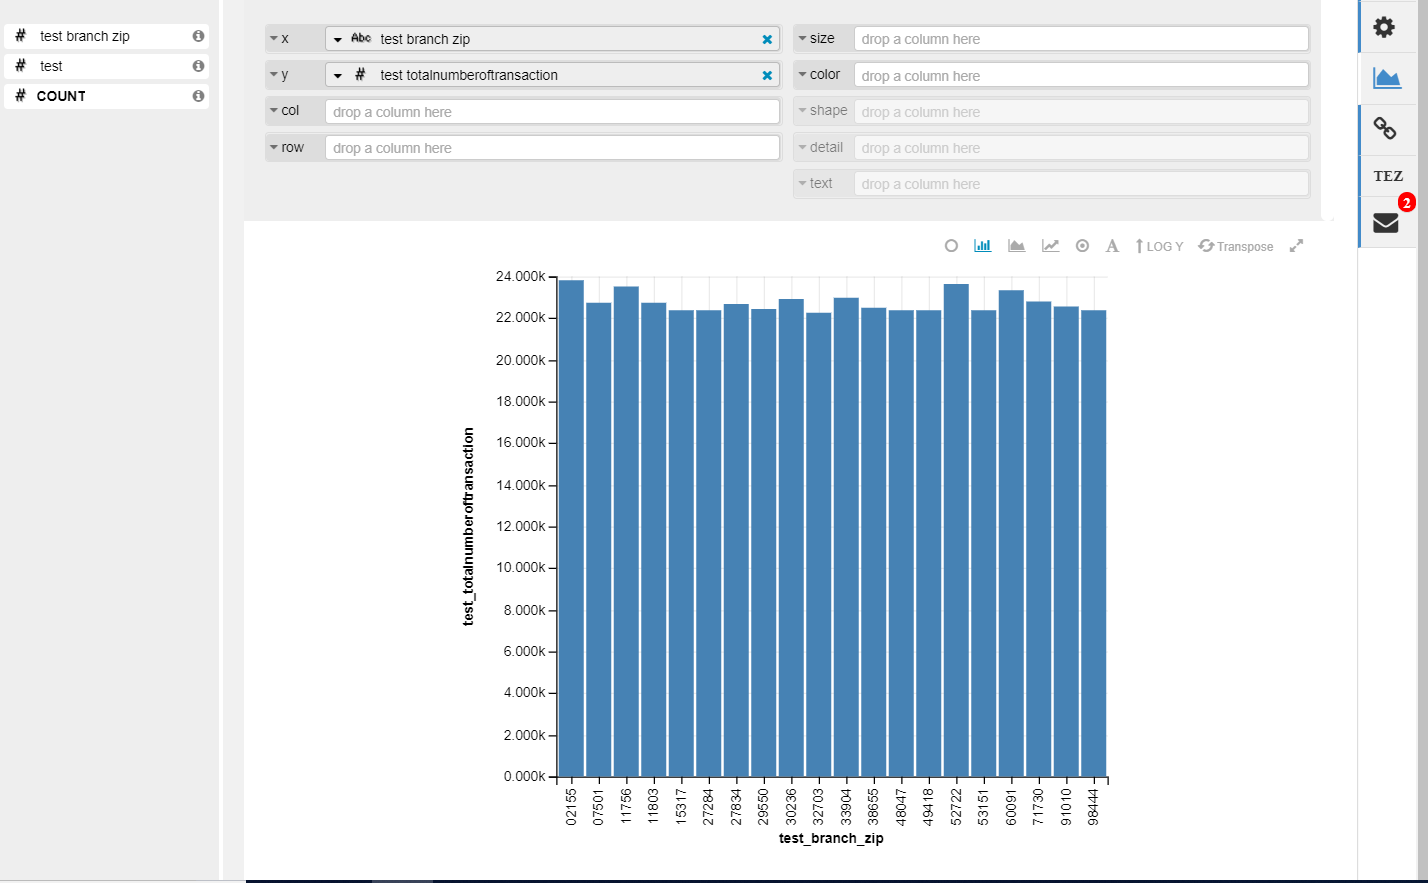 # test branch zip
# test
# COUNT
x Abc test branch zip
y # test totalnumberoftransaction
col drop a column here
row drop a column here
size drop a column here
color drop a column here
shape drop a column here
detail drop a column here
text drop a column here
TEZ
2
A LOG Y Transpose
24.000k
22.000k
20.000k
18.000k
16.000k
14.000k
12.000k
10.000k
8.000k
6.000k
4.000k
2.000k
0.000k
test_totalnumberoftransaction
02155
07501
11756
11803
15317
27284
27834
29550
30236
32703
33904
38655
48047
49418
52722
53151
60091
71730
91010
98444
test_branch_zip